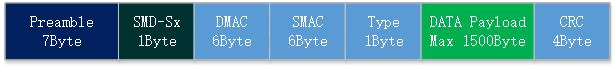 Preamble
7Byte
SMD-Sx
1Byte
DMAC
6Byte
SMAC
6Byte
Type
1Byte
DATA Payload
Max 1500Byte
CRC
4Byte